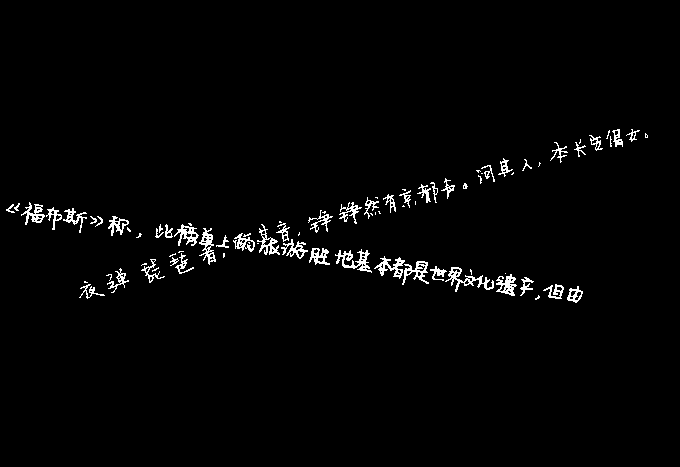 《福布斯》称，此榜单上的旅游胜地基本都是世界文化遗产，但由
夜弹琵琶者，其音，铮铮然有京都声。问其人，本长安倡女。